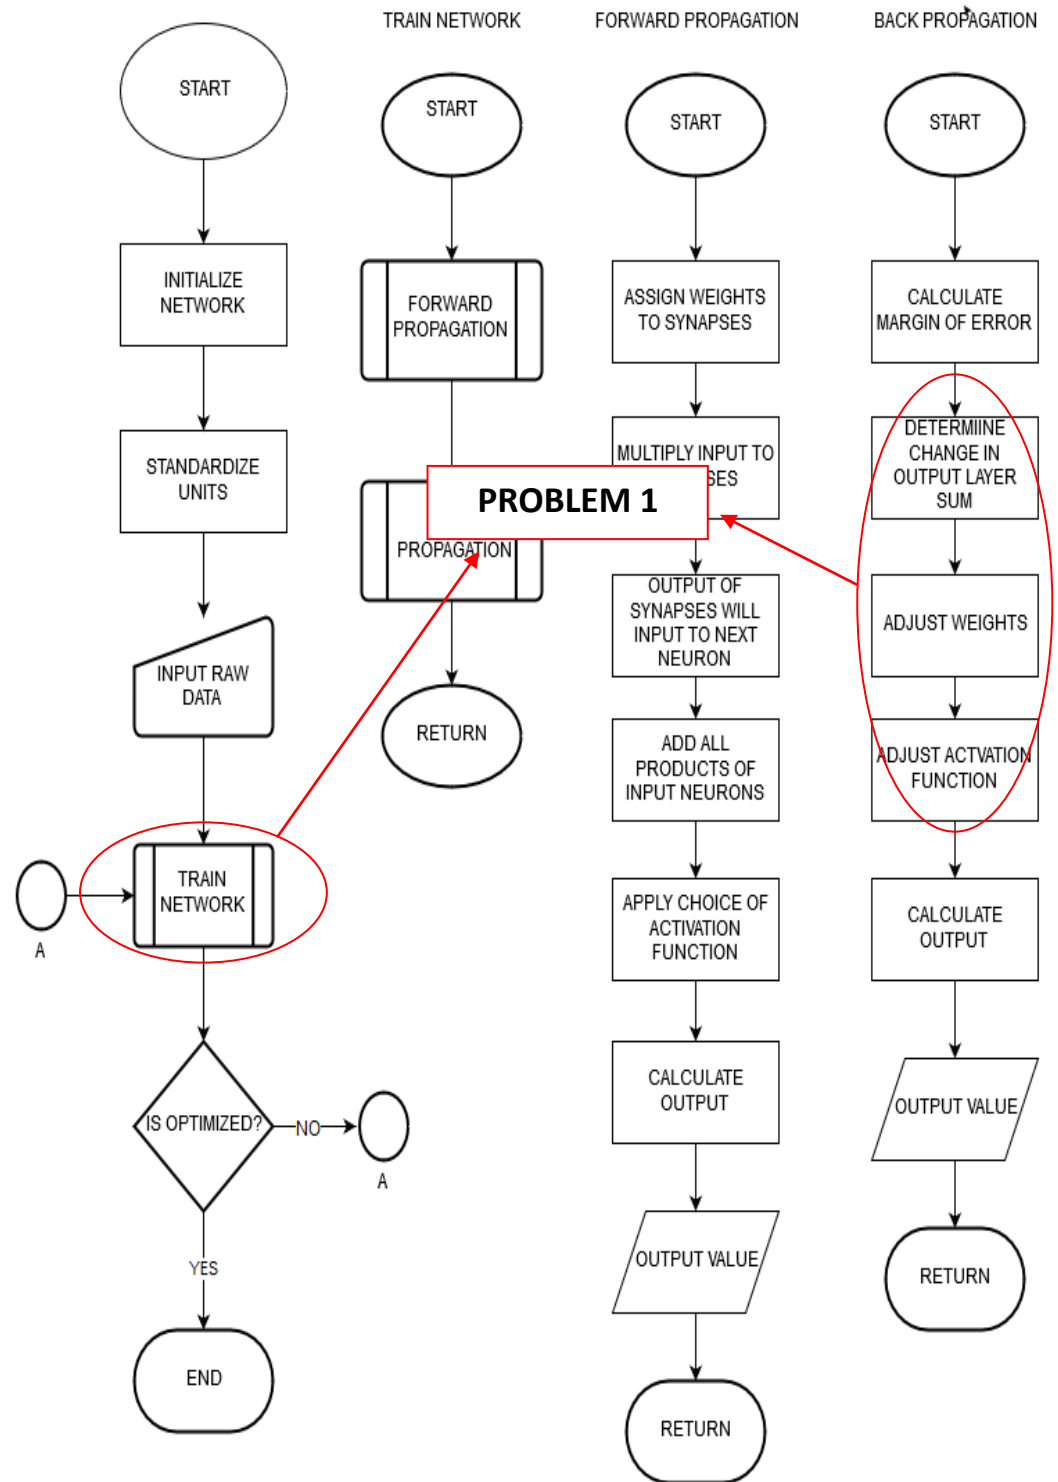 TRAIN NETWORK
FORWARD PROPAGATION
BACK PROPAGATION
START
INITIALIZE
NETWORK
STANDARDIZE
UNITS
INPUT RAW
DATA
TRAIN
NETWORK
A
IS OPTIMIZED?
NO
A
YES
END
START
FORWARD
PROPAGATION
PROPAGATION
RETURN
PROBLEM 1
START
ASSIGN WEIGHTS
TO SYNAPSES
MULTIPLY INPUT TO
OUTPUT OF
SYNAPSES WILL
INPUT TO NEXT
NEURON
ADD ALL
PRODUCTS OF
INPUT NEURONS
APPLY CHOICE OF
ACTIVATION
FUNCTION
CALCULATE
OUTPUT
OUTPUT VALUE
RETURN
START
CALCULATE
MARGIN OF ERROR
DETERMIINE
CHANGE IN
OUTPUT LAYER
SUM
ADJUST WEIGHTS
ADJUST ACTVATION
FUNCTION
CALCULATE
OUTPUT
OUTPUT VALUE
RETURN